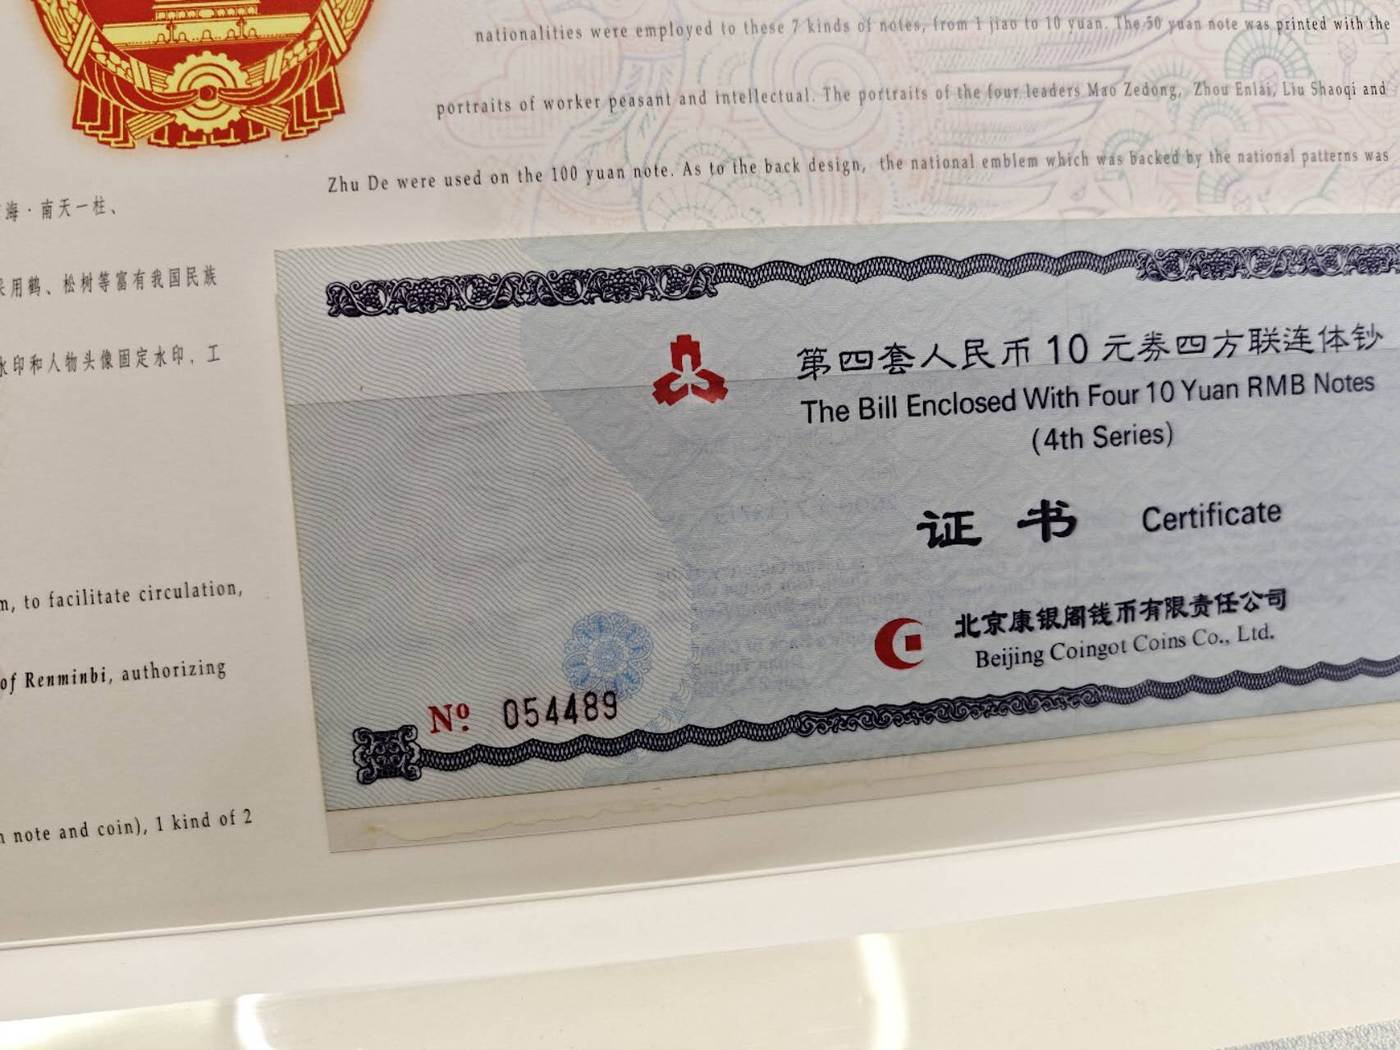 nationalities were employed to these 7 kinds of notes, from 1 jiao to 10 yuan. The 50 yuan note was printed with the
portraits of worker peasant and intellectual. The portraits of the four leaders Mao Zedong, Zhou Enlai, Liu Shaoqi and
Zhu De were used on the 100 yuan note. As to the back design, the national emblem which was backed by the national patterns was
海·南天一柱、
采用鹤、松树等富有我国民族
水印和人物头像固定水印，工
m, to facilitate circulation,
of Renminbi, authorizing
n note and coin), 1 kind of 2
第四套人民币10元券四方联连体钞
The Bill Enclosed With Four 10 Yuan RMB Notes
(4th Series)
证书 Certificate
北京康银阁钱币有限责任公司
Beijing Coingot Coins Co., Ltd.
Nº 054489